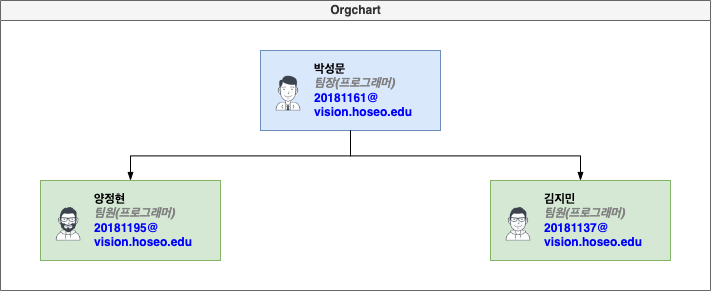 Orgchart
박성문
팀장(프로그래머)
20181161@
vision.hoseo.edu
양정현
팀원(프로그래머)
20181195@
vision.hoseo.edu
김지민
팀원(프로그래머)
20181137@
vision.hoseo.edu